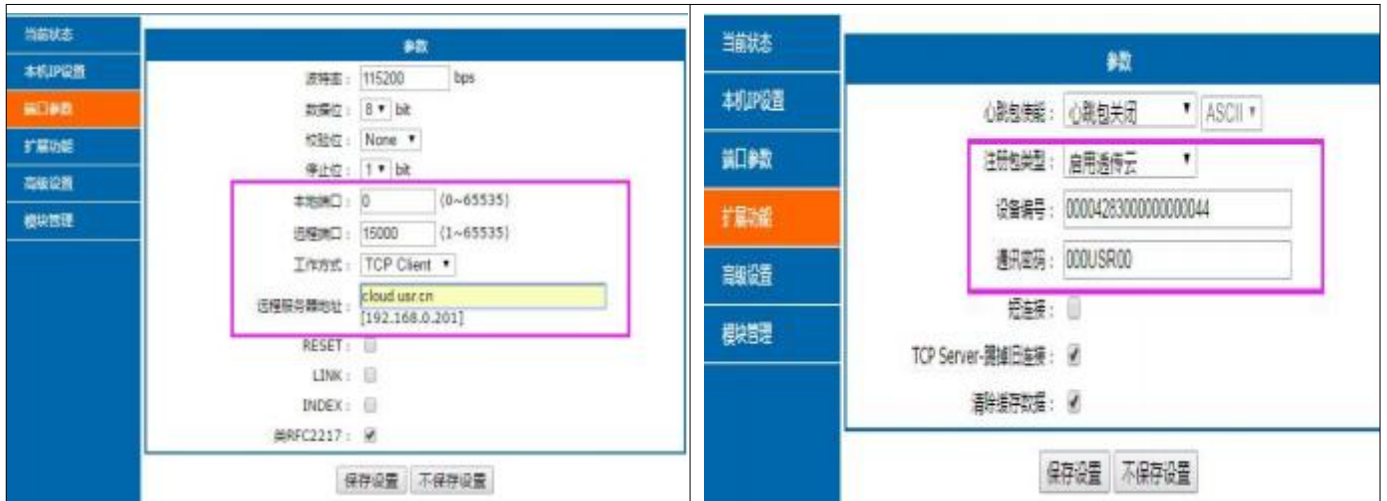 当前状态
本机IP设置
端口参数
扩展功能
高级设置
模块管理
参数
波特率： 115200 bps
数据位： 8 bit
校验位： None
停止位： 1 bit
本地端口： 0 (0~65535)
远程端口： 15000 (1~65535)
工作方式： TCP Client
远程服务器地址： cloud.usr.cn
[192.168.0.201]
RESET：
LINK：
INDEX：
类RFC2217：
保存设置 不保存设置
当前状态
本机IP设置
端口参数
扩展功能
高级设置
模块管理
参数
心跳包使能： 心跳包关闭 ASCII
注册包类型： 启用透传云
设备编号： 00004283000000000044
通讯密码： 000USR00
短连接：
TCP Server-踢掉旧连接：
清除缓存数据：
保存设置 不保存设置